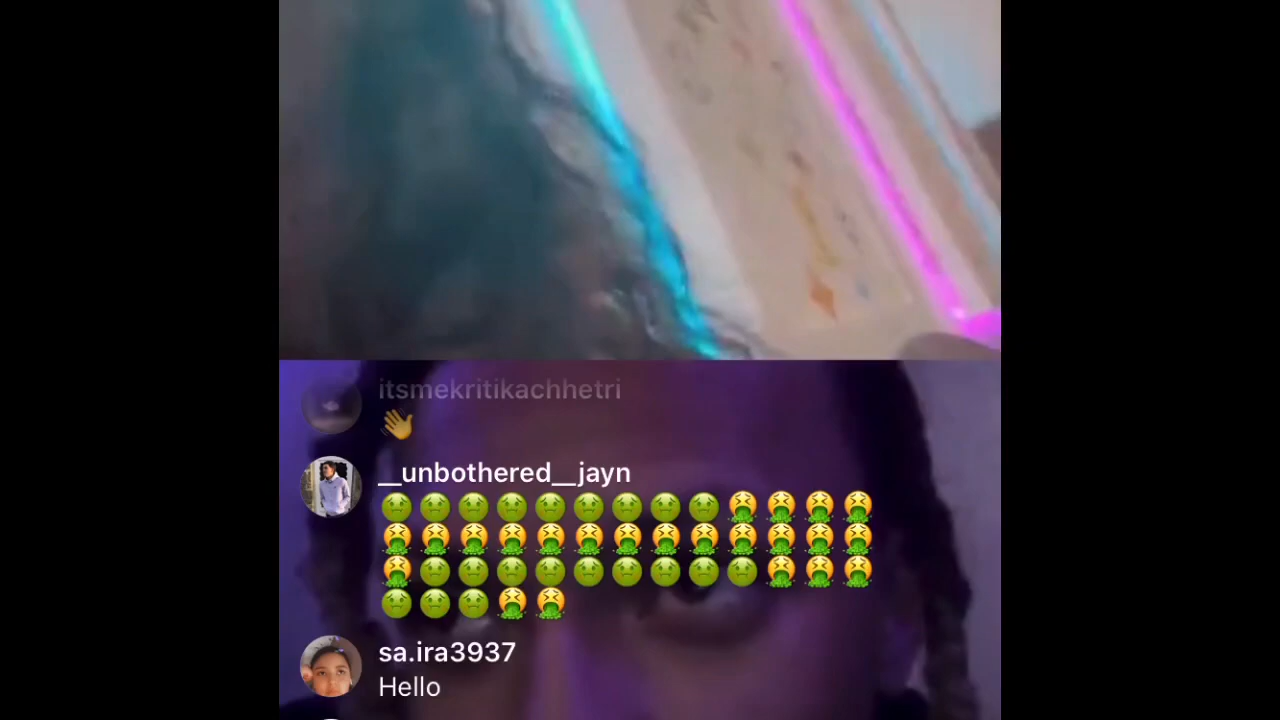 itsmekritikachhetri
👋
__unbothered__jayn
🤢🤢🤢🤢🤢🤢🤢🤢🤢🤮🤮🤮🤮
🤮🤮🤮🤮🤮🤮🤮🤮🤮🤮🤮🤮🤮
🤮🤢🤢🤢🤢🤢🤢🤢🤢🤢🤮🤮🤮
🤢🤢🤢🤮🤮
sa.ira3937
Hello